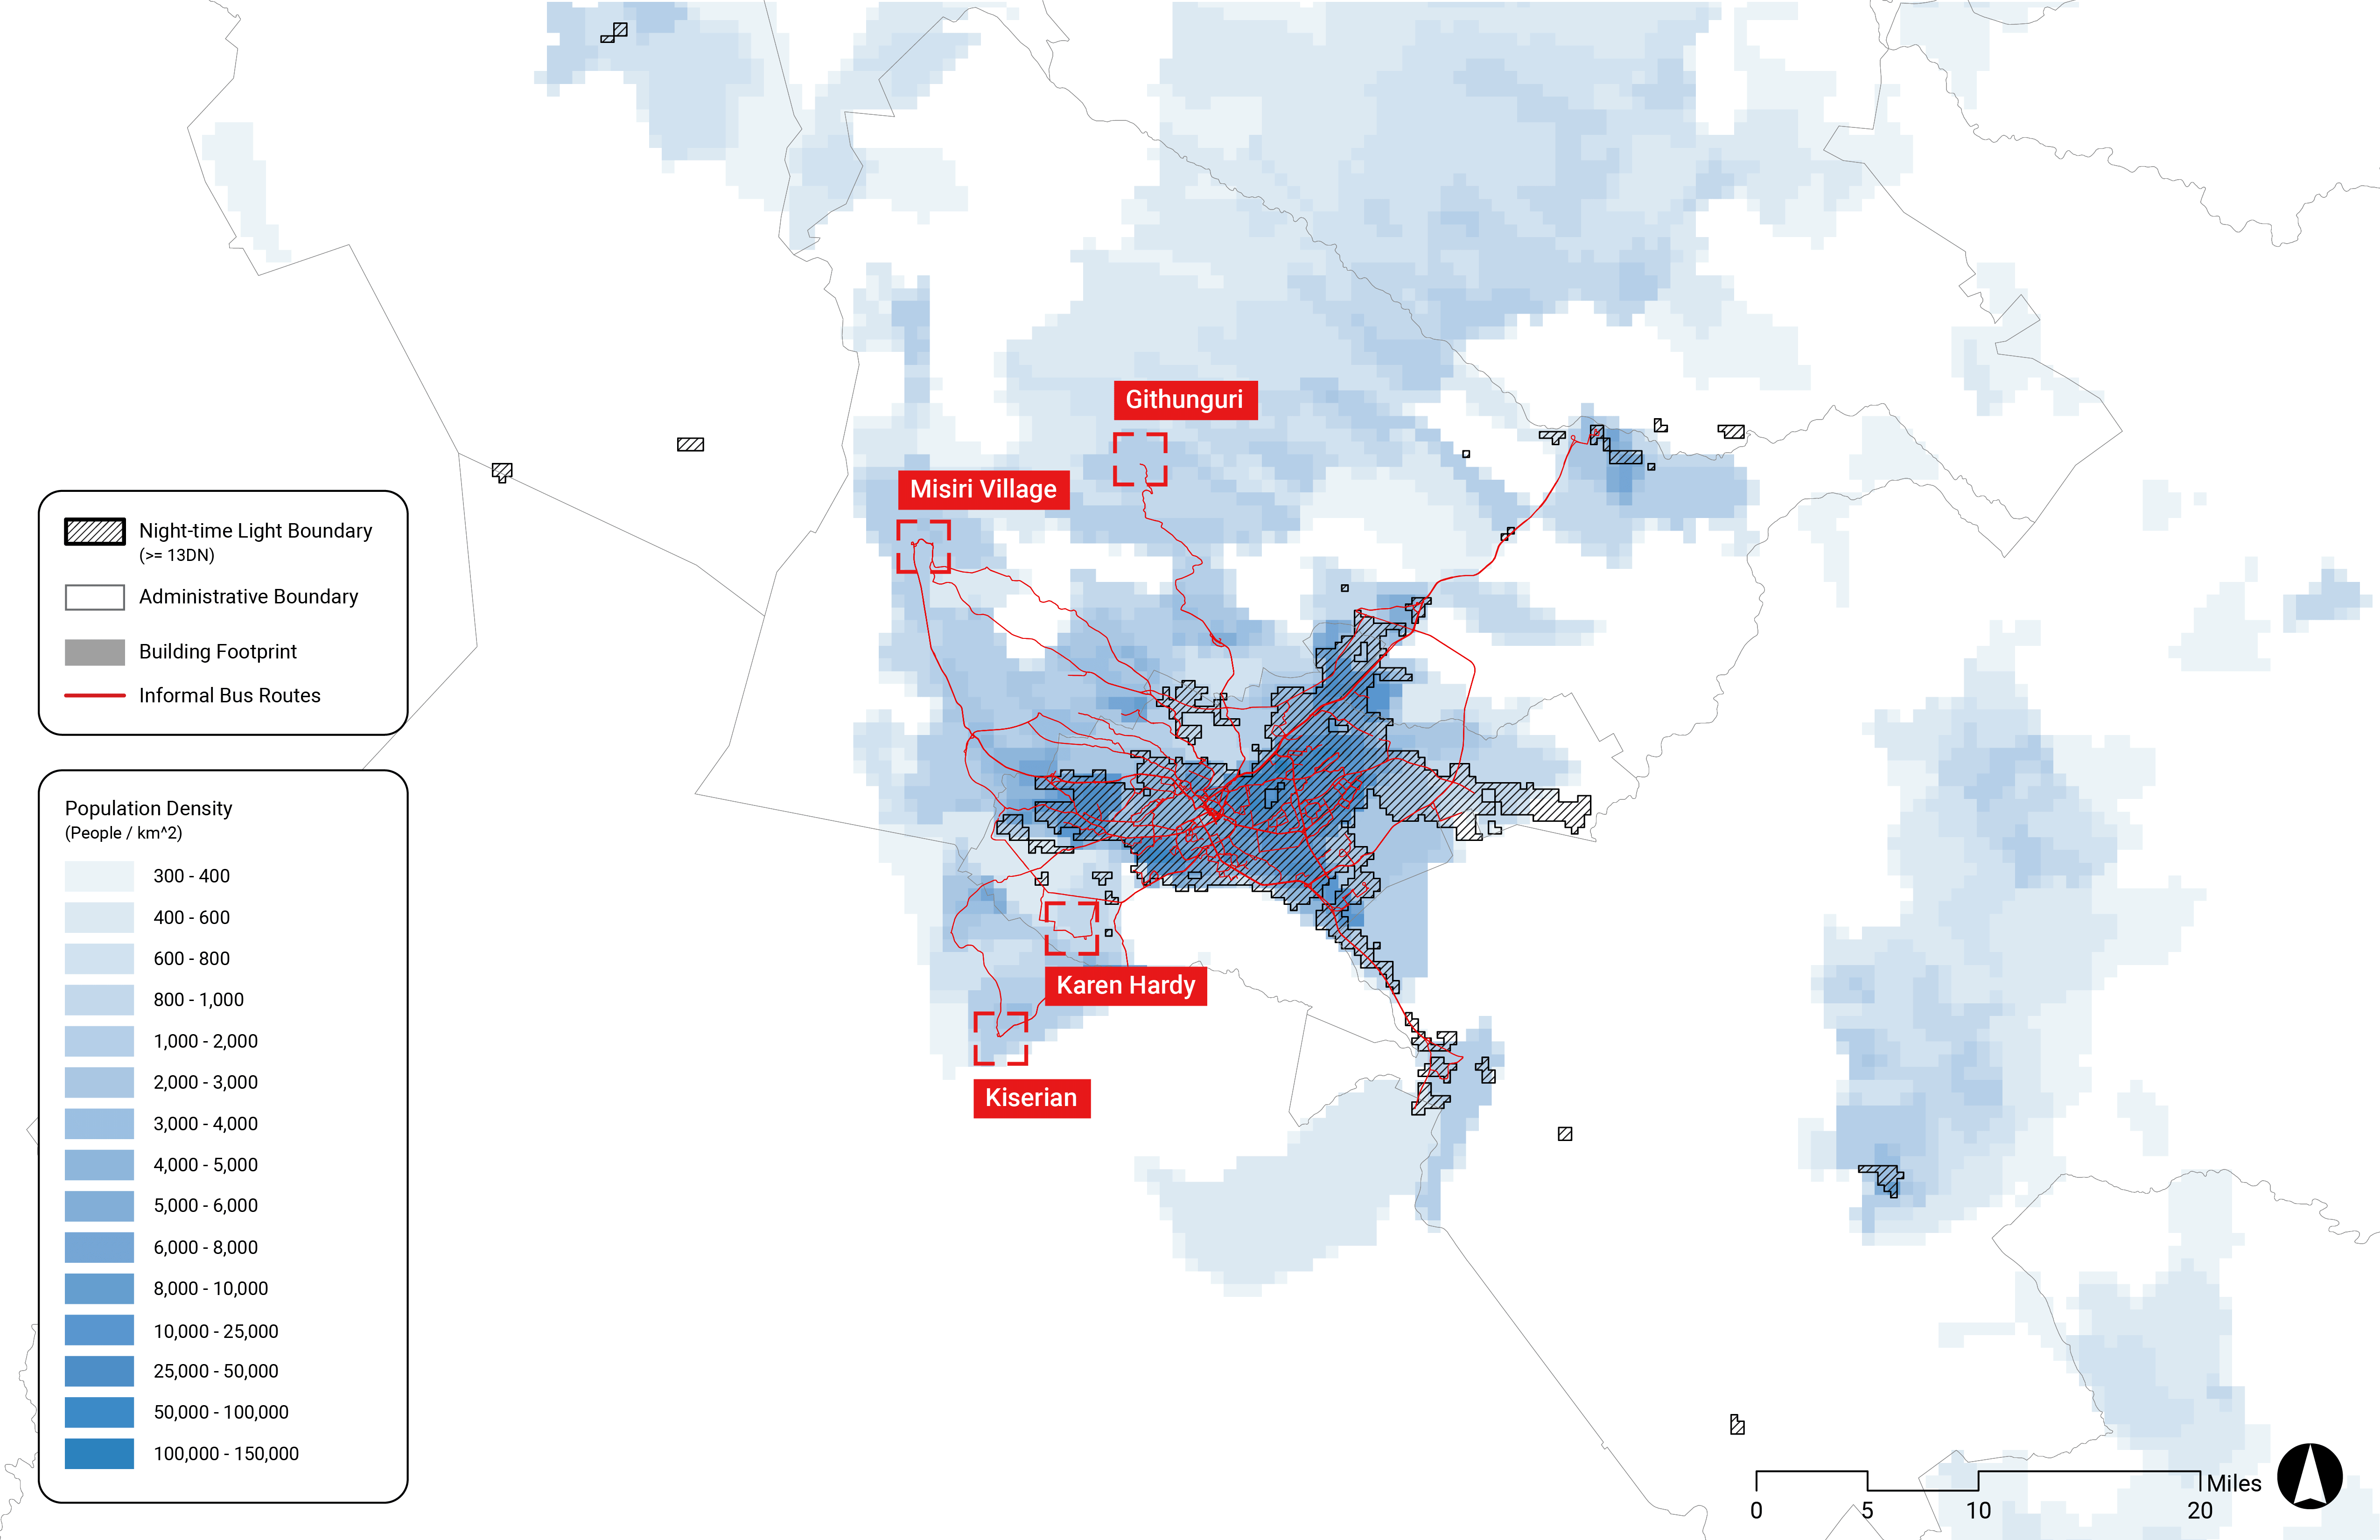 Githunguri
Misiri Village
Karen Hardy
Kiserian
Night-time Light Boundary
(>= 13DN)
Administrative Boundary
Building Footprint
Informal Bus Routes
Population Density
(People / km^2)
300 - 400
400 - 600
600 - 800
800 - 1,000
1,000 - 2,000
2,000 - 3,000
3,000 - 4,000
4,000 - 5,000
5,000 - 6,000
6,000 - 8,000
8,000 - 10,000
10,000 - 25,000
25,000 - 50,000
50,000 - 100,000
100,000 - 150,000
Miles
0 5 10 20